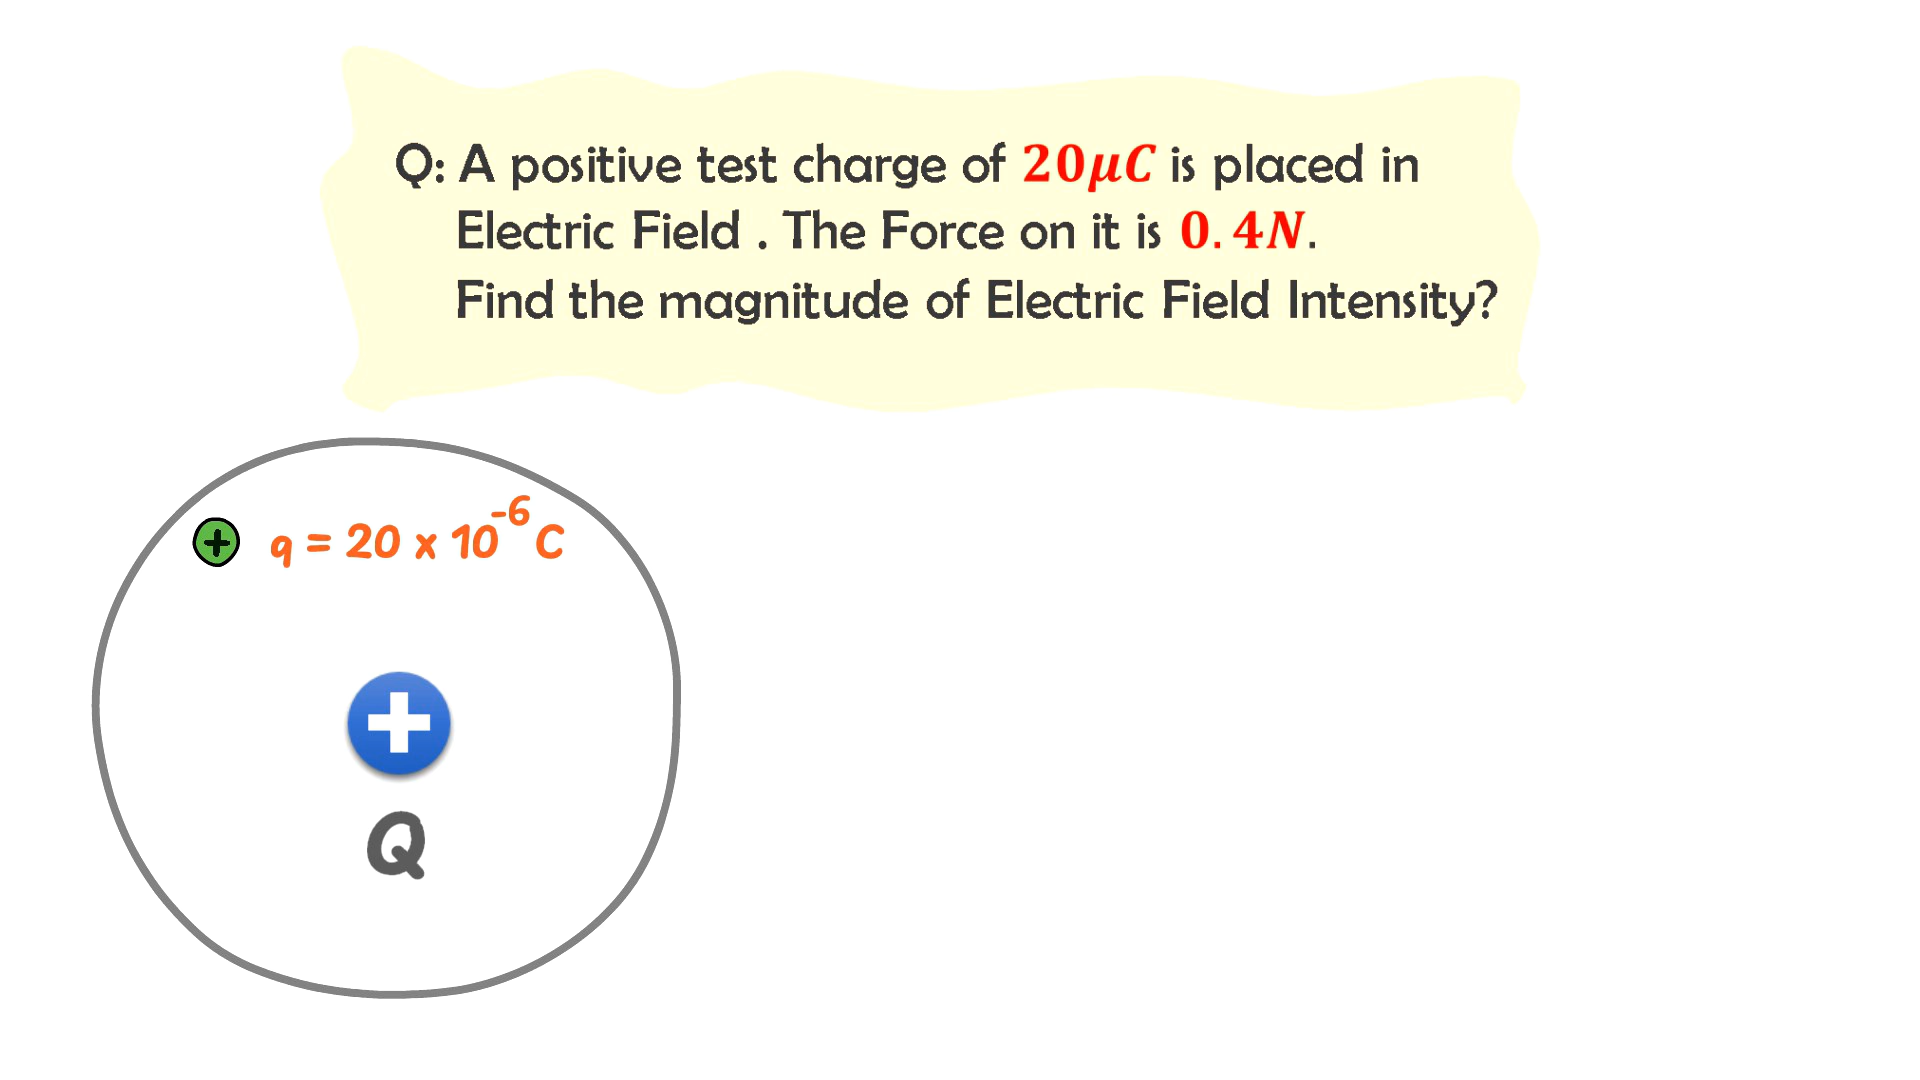 Q: A positive test charge of 20μC is placed in
Electric Field . The Force on it is 0.4N.
Find the magnitude of Electric Field Intensity?
q = 20 x 10⁻⁶ C
Q